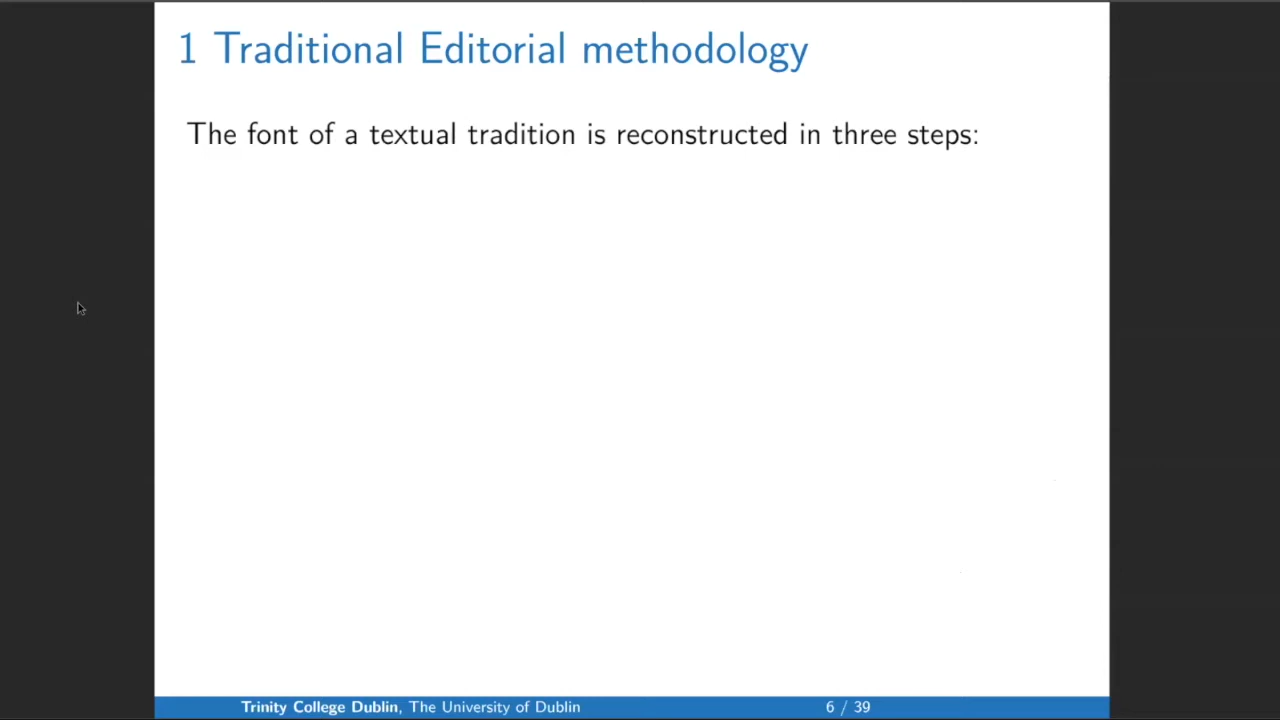 1 Traditional Editorial methodology
The font of a textual tradition is reconstructed in three steps:
Trinity College Dublin, The University of Dublin 6 / 39